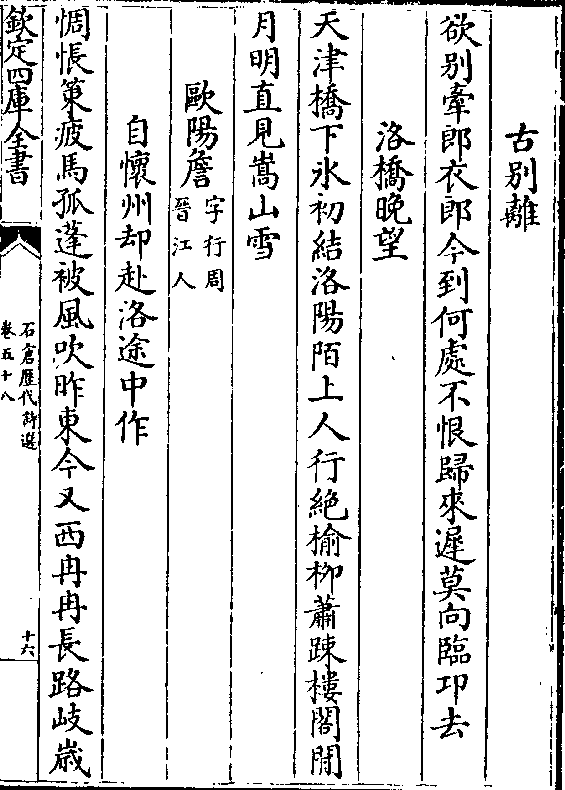 古別離
欲别牽郎衣郎今到何處不恨歸來遲莫向臨卭去
洛橋晚望
天津橋下氷初結洛陽陌上人行絶榆栁蕭踈樓閣閒
月明直見嵩山雪
歐陽詹字行周晉江人
自懷州却赴洛途中作
惆悵策疲馬孤蓬被風吹昨東今又西冉冉長路岐歳
欽定四庫全書
石倉歴代詩選
卷五十八
十六